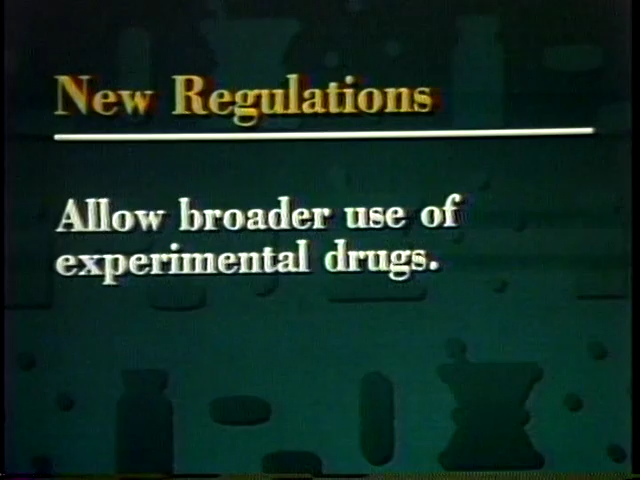 New Regulations
Allow broader use of
experimental drugs.